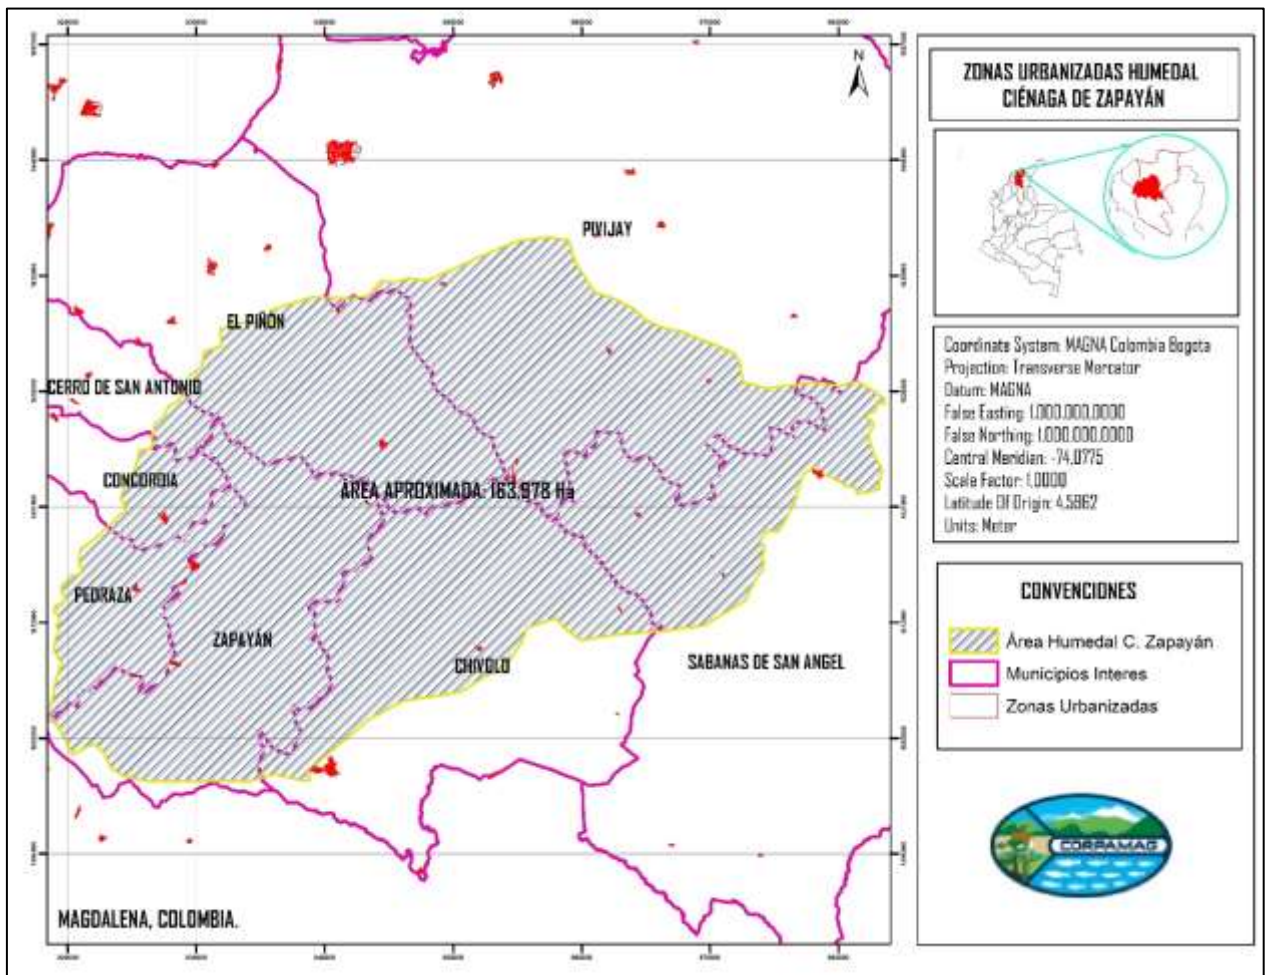 ZONAS URBANIZADAS HUMEDAL
CIÉNAGA DE ZAPAYÁN
N
PIVIJAY
EL PIÑON
CERRO DE SAN ANTONIO
CONCORDIA
ÁREA APROXIMADA: 163.978 Ha
PEDRAZA
ZAPAYÁN
CHIVOLO
SABANAS DE SAN ANGEL
MAGDALENA, COLOMBIA.
Coordinate System: MAGNA Colombia Bogota
Projection: Transverse Mercator
Datum: MAGNA
False Easting: 1.000.000,0000
False Northing: 1.000.000,0000
Central Meridian: -74.0775
Scale Factor: 1,0000
Latitude Of Origin: 4.5962
Units: Meter
CONVENCIONES
Área Humedal C. Zapayán
Municipios Interes
Zonas Urbanizadas
CORPAMAG